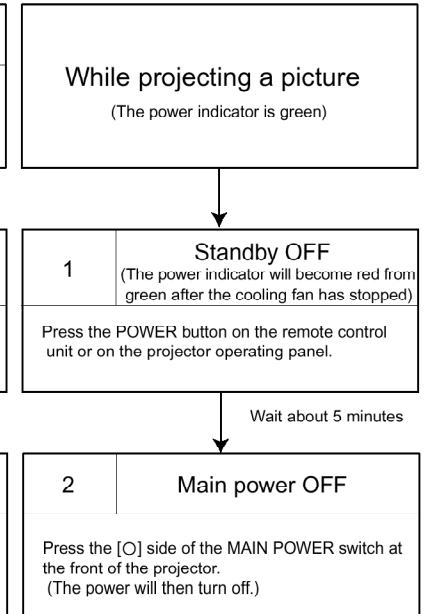 While projecting a picture
(The power indicator is green)
1
Standby OFF
(The power indicator will become red from
green after the cooling fan has stopped)
Press the POWER button on the remote control
unit or on the projector operating panel.
Wait about 5 minutes
2
Main power OFF
Press the [○] side of the MAIN POWER switch at
the front of the projector.
(The power will then turn off.)